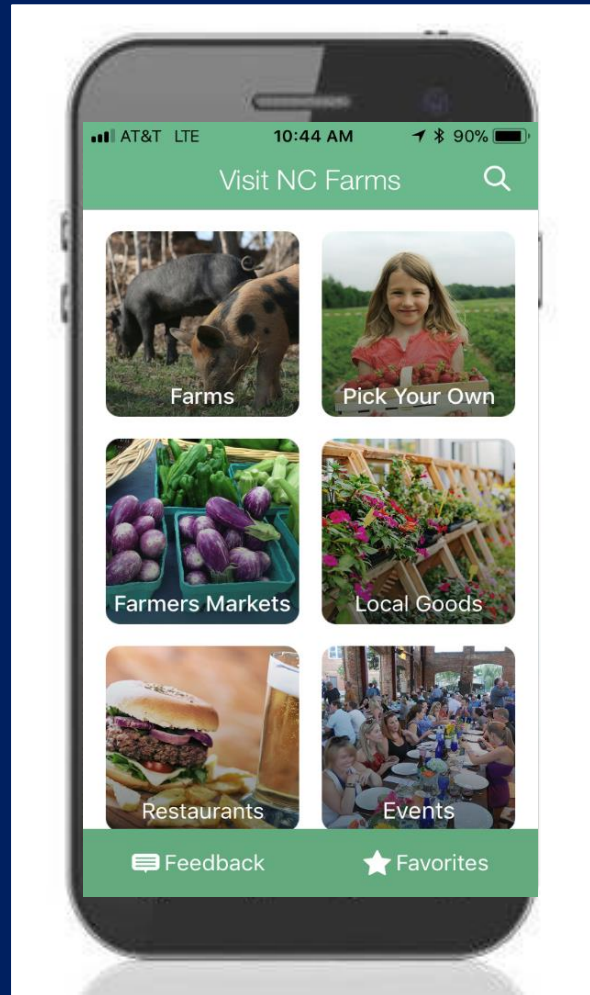 AT&T LTE 10:44 AM 90%
Visit NC Farms
Farms
Pick Your Own
Farmers Markets
Local Goods
Restaurants
Events
Feedback
Favorites